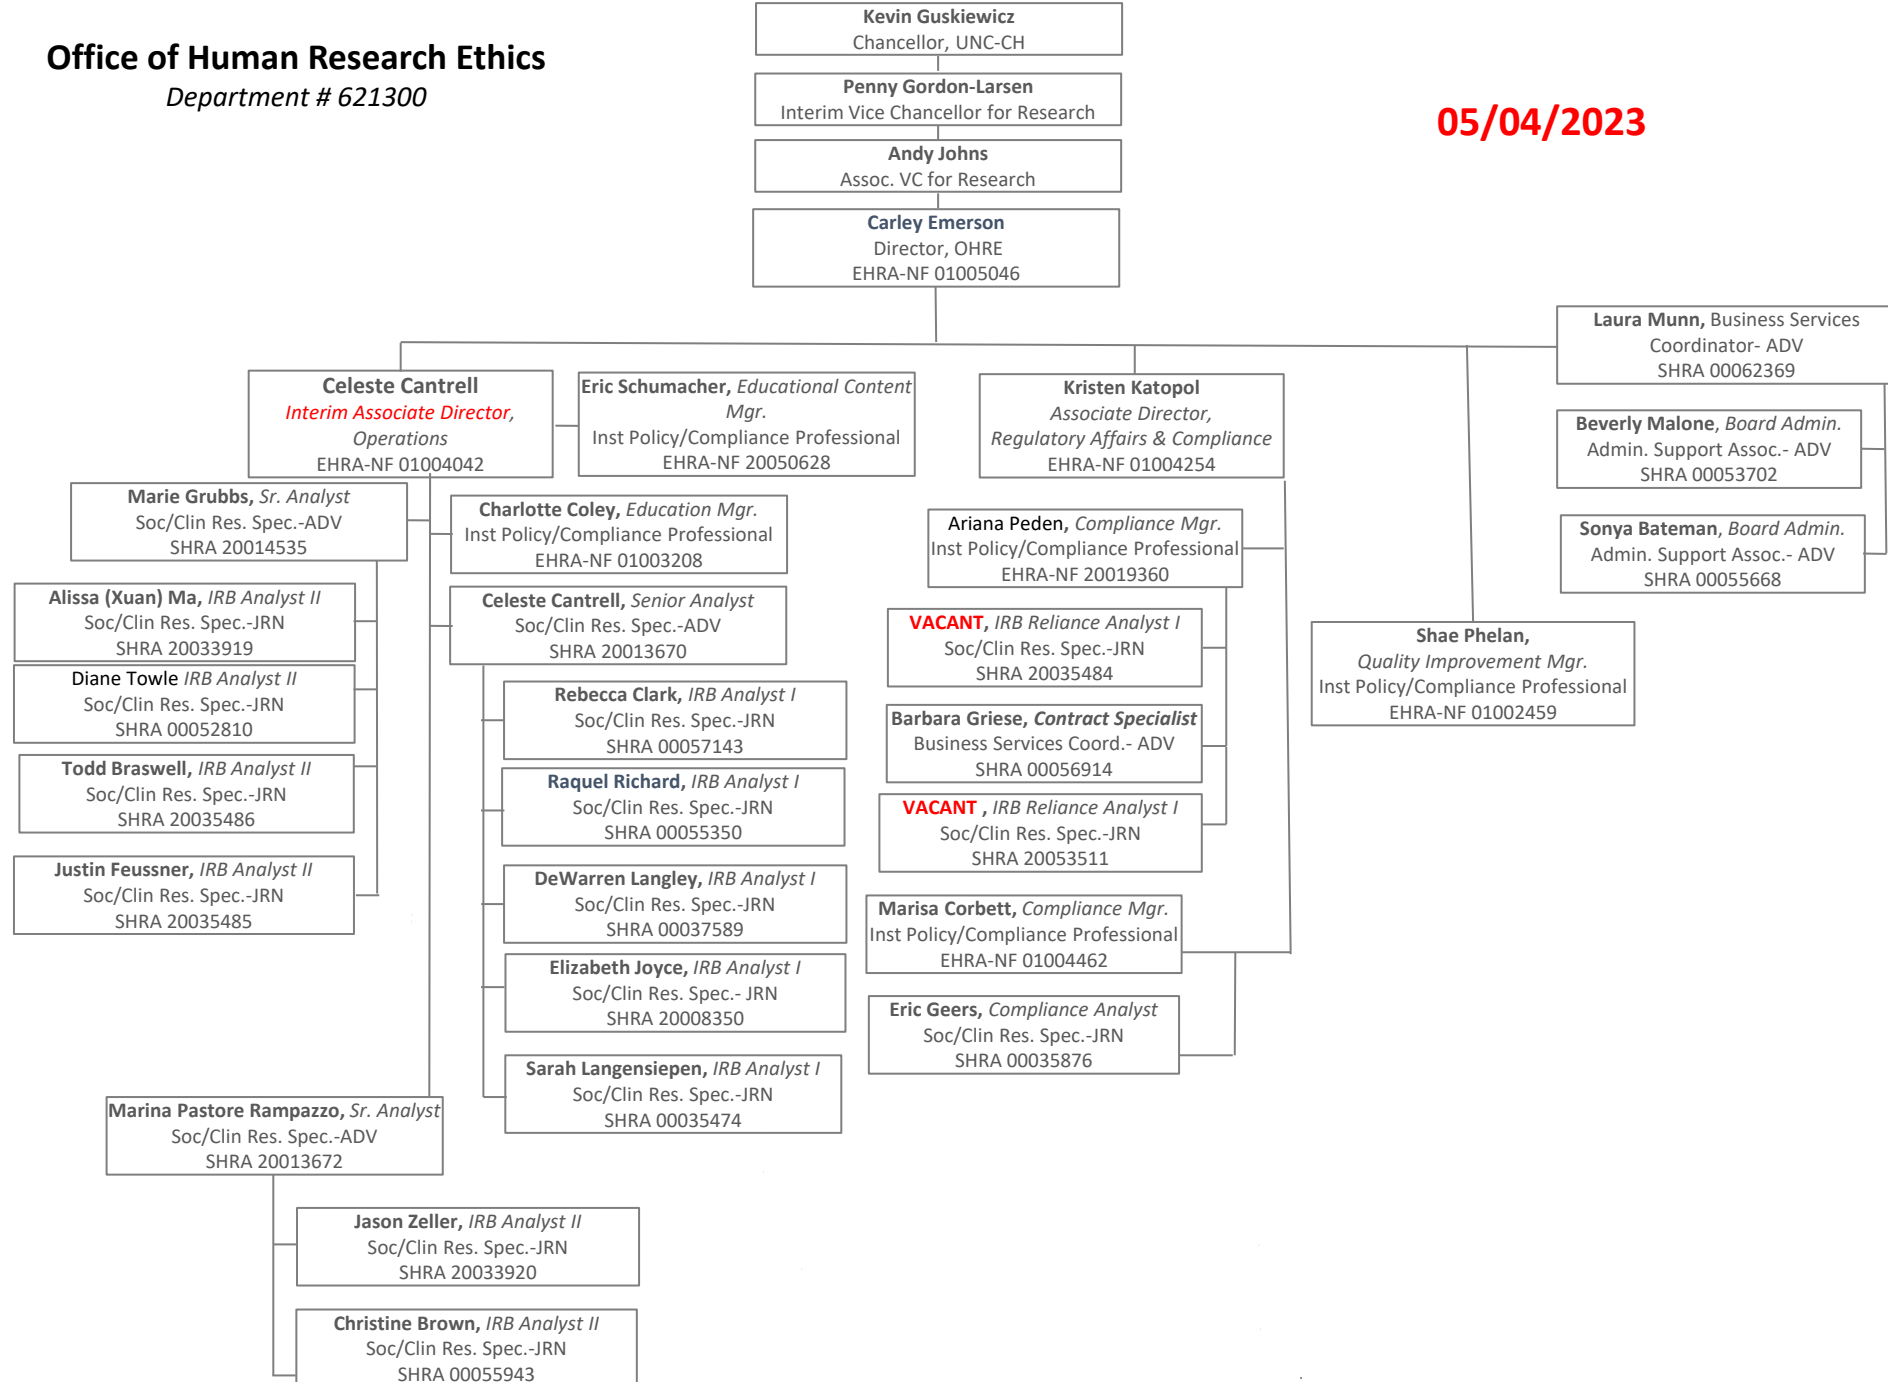 Office of Human Research Ethics
Department # 621300
05/04/2023
Kevin Guskiewicz
Chancellor, UNC-CH
Penny Gordon-Larsen
Interim Vice Chancellor for Research
Andy Johns
Assoc. VC for Research
Carley Emerson
Director, OHRE
EHRA-NF 01005046
Laura Munn, Business Services
Coordinator- ADV
SHRA 00062369
Beverly Malone, Board Admin.
Admin. Support Assoc.- ADV
SHRA 00053702
Sonya Bateman, Board Admin.
Admin. Support Assoc.- ADV
SHRA 00055668
Celeste Cantrell
Interim Associate Director,
Operations
EHRA-NF 01004042
Eric Schumacher, Educational Content
Mgr.
Inst Policy/Compliance Professional
EHRA-NF 20050628
Kristen Katopol
Associate Director,
Regulatory Affairs & Compliance
EHRA-NF 01004254
Marie Grubbs, Sr. Analyst
Soc/Clin Res. Spec.-ADV
SHRA 20014535
Alissa (Xuan) Ma, IRB Analyst II
Soc/Clin Res. Spec.-JRN
SHRA 20033919
Diane Towle IRB Analyst II
Soc/Clin Res. Spec.-JRN
SHRA 00052810
Todd Braswell, IRB Analyst II
Soc/Clin Res. Spec.-JRN
SHRA 20035486
Justin Feussner, IRB Analyst II
Soc/Clin Res. Spec.-JRN
SHRA 20035485
Charlotte Coley, Education Mgr.
Inst Policy/Compliance Professional
EHRA-NF 01003208
Celeste Cantrell, Senior Analyst
Soc/Clin Res. Spec.-ADV
SHRA 20013670
Rebecca Clark, IRB Analyst I
Soc/Clin Res. Spec.-JRN
SHRA 00057143
Raquel Richard, IRB Analyst I
Soc/Clin Res. Spec.-JRN
SHRA 00055350
DeWarren Langley, IRB Analyst I
Soc/Clin Res. Spec.-JRN
SHRA 00037589
Elizabeth Joyce, IRB Analyst I
Soc/Clin Res. Spec.- JRN
SHRA 20008350
Sarah Langensiepen, IRB Analyst I
Soc/Clin Res. Spec.-JRN
SHRA 00035474
Ariana Peden, Compliance Mgr.
Inst Policy/Compliance Professional
EHRA-NF 20019360
VACANT, IRB Reliance Analyst I
Soc/Clin Res. Spec.-JRN
SHRA 20035484
Barbara Griese, Contract Specialist
Business Services Coord.- ADV
SHRA 00056914
VACANT , IRB Reliance Analyst I
Soc/Clin Res. Spec.-JRN
SHRA 20053511
Marisa Corbett, Compliance Mgr.
Inst Policy/Compliance Professional
EHRA-NF 01004462
Eric Geers, Compliance Analyst
Soc/Clin Res. Spec.-JRN
SHRA 00035876
Shae Phelan,
Quality Improvement Mgr.
Inst Policy/Compliance Professional
EHRA-NF 01002459
Marina Pastore Rampazzo, Sr. Analyst
Soc/Clin Res. Spec.-ADV
SHRA 20013672
Jason Zeller, IRB Analyst II
Soc/Clin Res. Spec.-JRN
SHRA 20033920
Christine Brown, IRB Analyst II
Soc/Clin Res. Spec.-JRN
SHRA 00055943